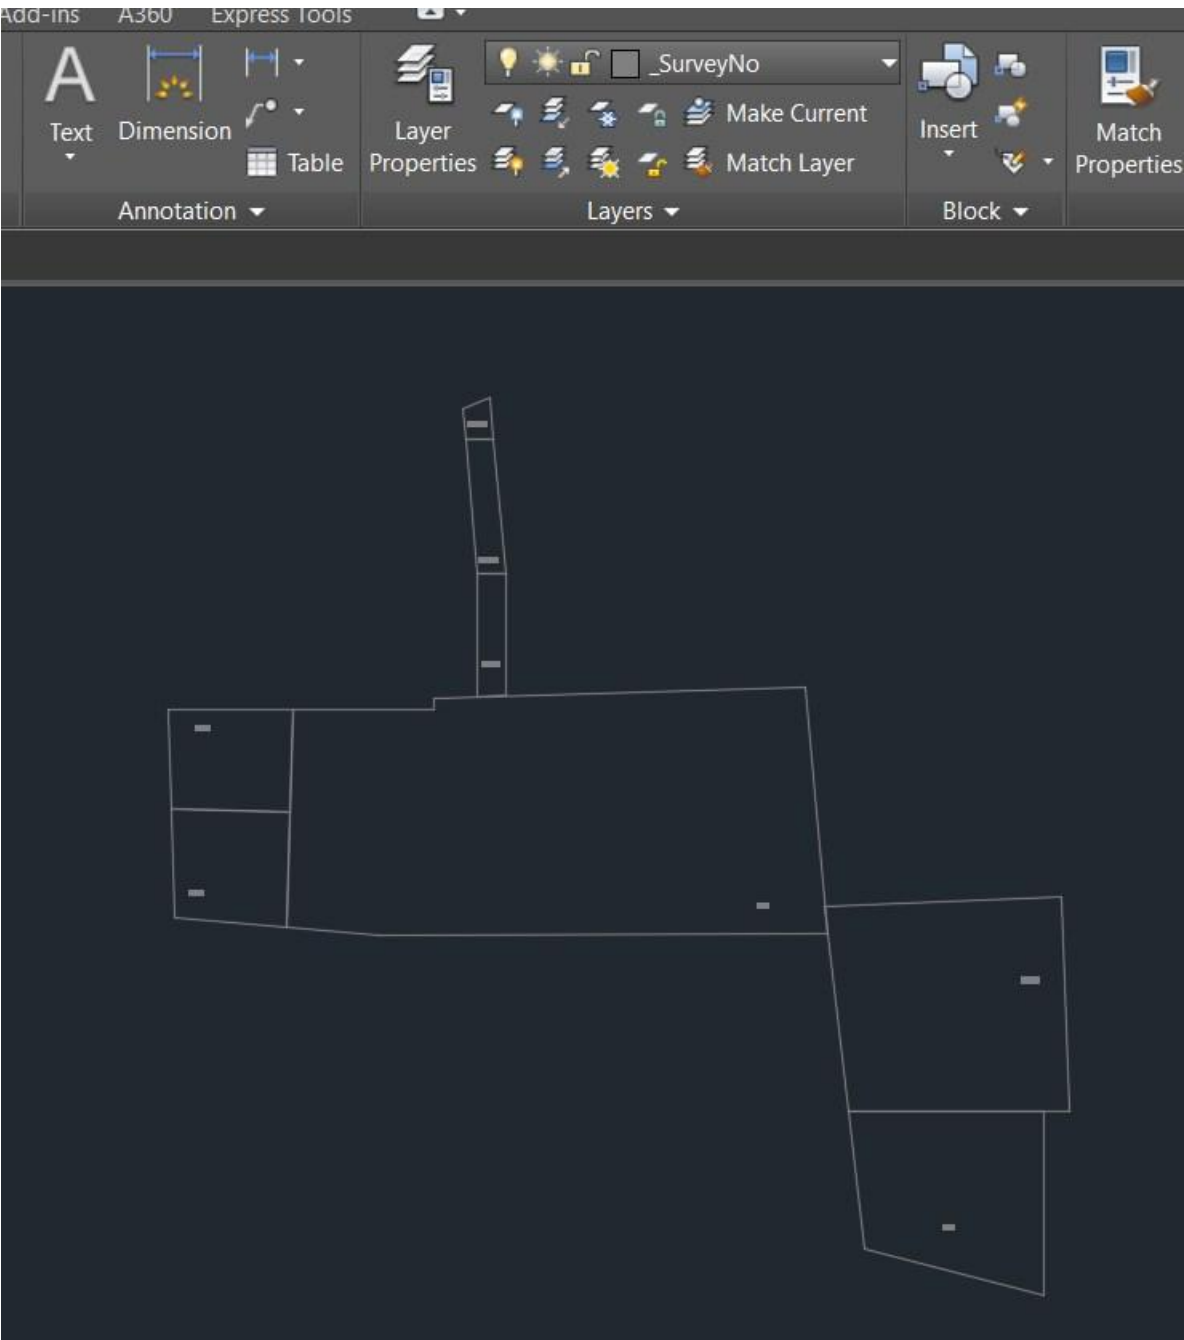 Add-ins A360 Express Tools
_SurveyNo
Text Dimension Layer Make Current Insert Match
Table Properties Match Layer Properties
Annotation Layers Block